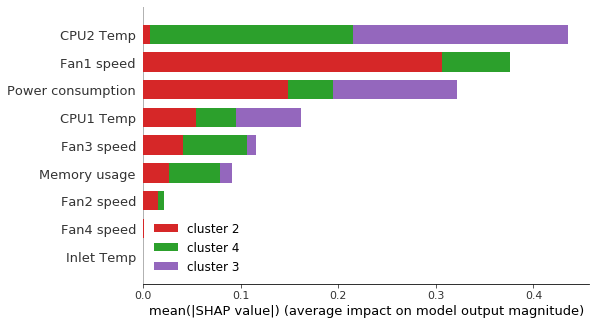 CPU2 Temp
Fan1 speed
Power consumption
CPU1 Temp
Fan3 speed
Memory usage
Fan2 speed
Fan4 speed
Inlet Temp
cluster 2
cluster 4
cluster 3
0.0 0.1 0.2 0.3 0.4
mean(|SHAP value|) (average impact on model output magnitude)